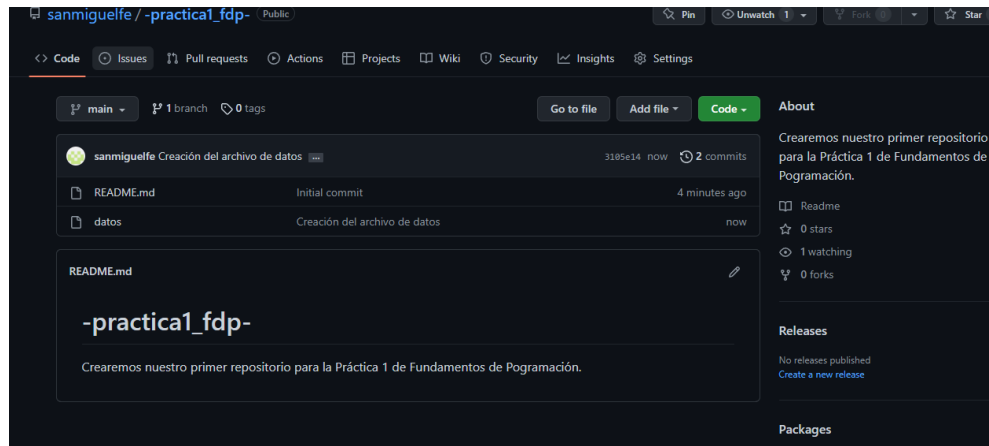 sanmiguelfe / -practica1_fdp- Public
Pin Unwatch 1 Fork 0 Star
<> Code Issues Pull requests Actions Projects Wiki Security Insights Settings
main 1 branch 0 tags Go to file Add file Code
sanmiguelfe Creación del archivo de datos ... 3105e14 now 2 commits
README.md Initial commit 4 minutes ago
datos Creación del archivo de datos now
README.md
-practica1_fdp-
Crearemos nuestro primer repositorio para la Práctica 1 de Fundamentos de Pogramación.
About
Crearemos nuestro primer repositorio
para la Práctica 1 de Fundamentos de
Pogramación.
Readme
0 stars
1 watching
0 forks
Releases
No releases published
Create a new release
Packages